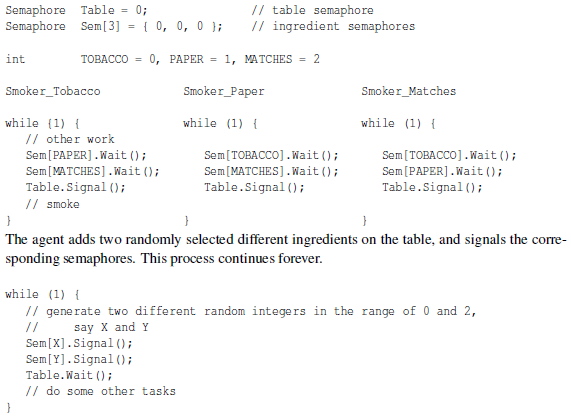 Semaphore Table = 0; // table semaphore
Semaphore Sem[3] = { 0, 0, 0 }; // ingredient semaphores
int TOBACCO = 0, PAPER = 1, MATCHES = 2
Smoker_Tobacco Smoker_Paper Smoker_Matches
while (1) { while (1) { while (1) {
// other work
Sem[PAPER].Wait(); Sem[TOBACCO].Wait(); Sem[TOBACCO].Wait();
Sem[MATCHES].Wait(); Sem[MATCHES].Wait(); Sem[PAPER].Wait();
Table.Signal(); Table.Signal(); Table.Signal();
// smoke
} } }
The agent adds two randomly selected different ingredients on the table, and signals the corre-
sponding semaphores. This process continues forever.
while (1) {
// generate two different random integers in the range of 0 and 2,
// say X and Y
Sem[X].Signal();
Sem[Y].Signal();
Table.Wait();
// do some other tasks
}